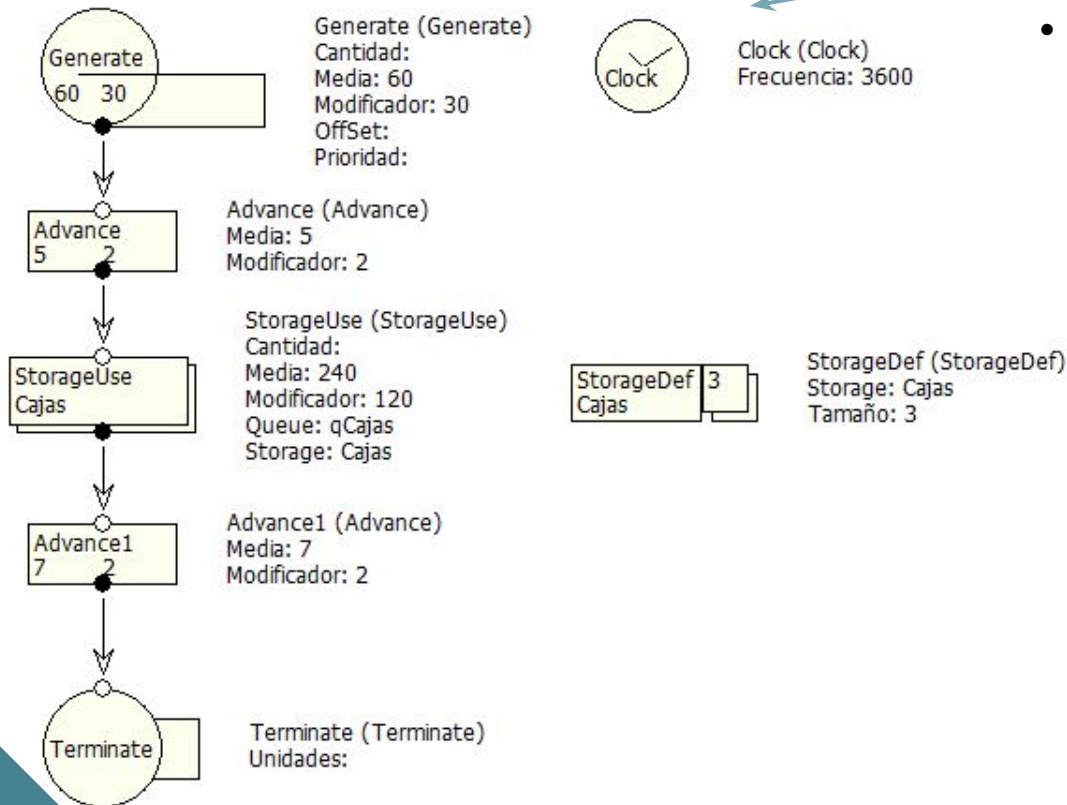 Generate
60 30
Generate (Generate)
Cantidad:
Media: 60
Modificador: 30
OffSet:
Prioridad:
Clock
Clock (Clock)
Frecuencia: 3600
•
Advance
5 2
Advance (Advance)
Media: 5
Modificador: 2
StorageUse
Cajas
StorageUse (StorageUse)
Cantidad:
Media: 240
Modificador: 120
Queue: qCajas
Storage: Cajas
StorageDef 3
Cajas
StorageDef (StorageDef)
Storage: Cajas
Tamaño: 3
Advance1
7 2
Advance1 (Advance)
Media: 7
Modificador: 2
Terminate
Terminate (Terminate)
Unidades: